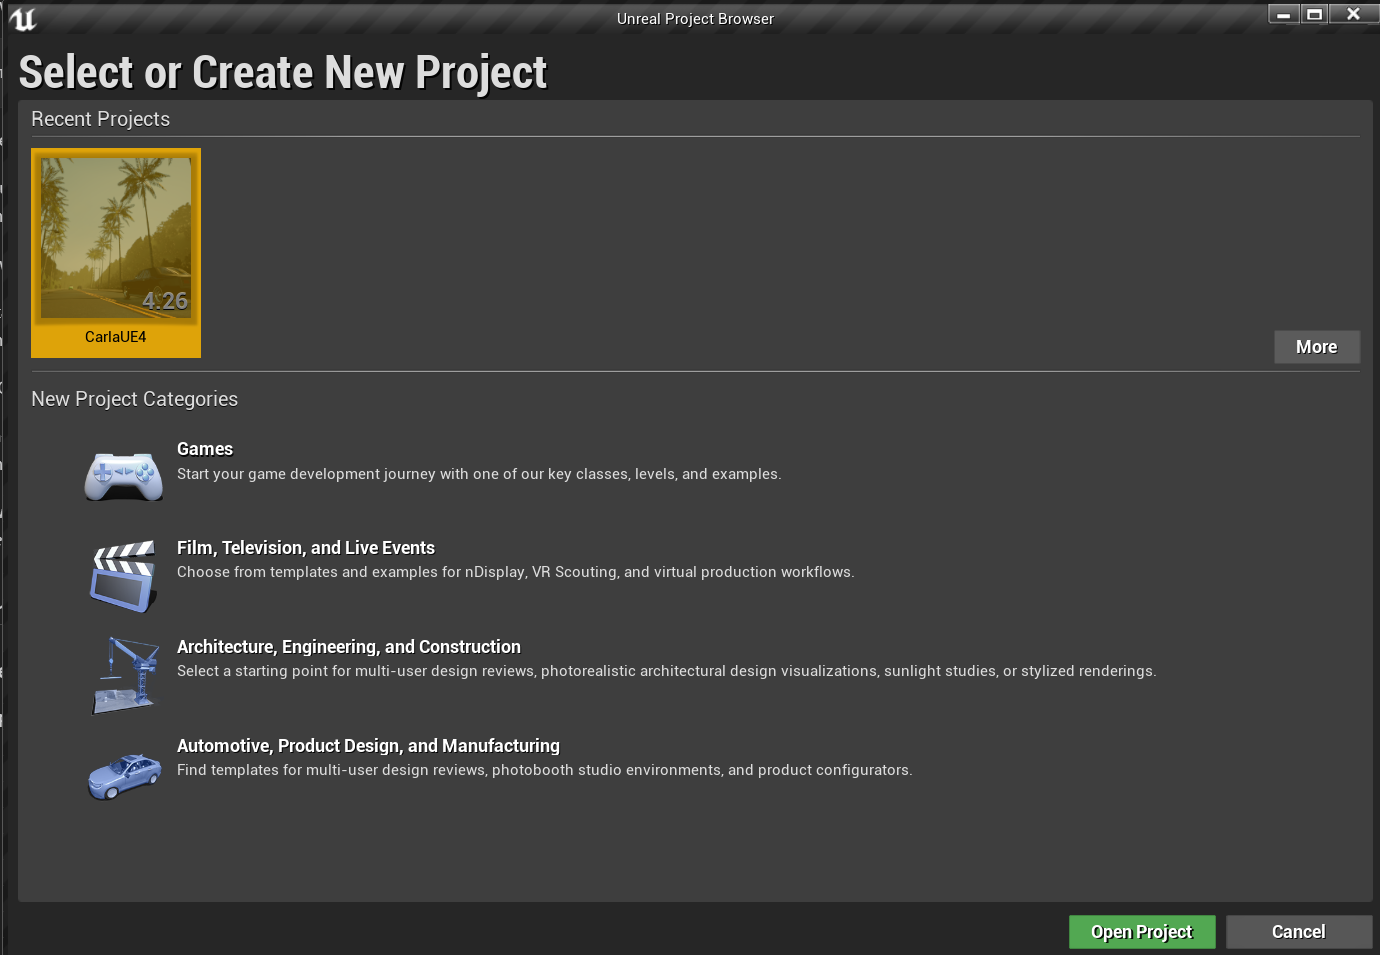 Unreal Project Browser
Select or Create New Project
Recent Projects
4.26
CarlaUE4
More
New Project Categories
Games
Start your game development journey with one of our key classes, levels, and examples.
Film, Television, and Live Events
Choose from templates and examples for nDisplay, VR Scouting, and virtual production workflows.
Architecture, Engineering, and Construction
Select a starting point for multi-user design reviews, photorealistic architectural design visualizations, sunlight studies, or stylized renderings.
Automotive, Product Design, and Manufacturing
Find templates for multi-user design reviews, photobooth studio environments, and product configurators.
Open Project
Cancel